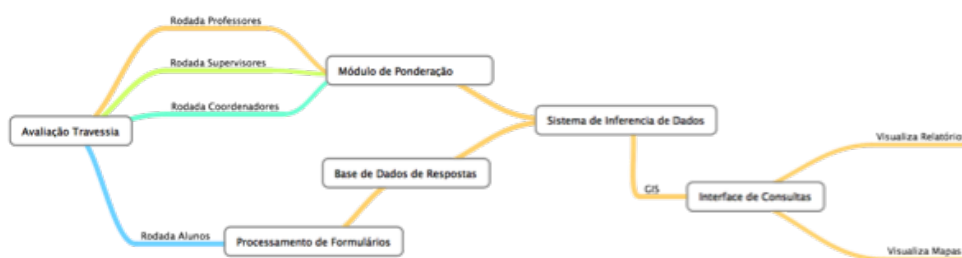 Rodada Professores
Rodada Supervisores
Módulo de Ponderação
Rodada Coordenadores
Avaliação Travessia
Sistema de Inferencia de Dados
Visualiza Relatório
Base de Dados de Respostas
GIS
Interface de Consultas
Rodada Alunos
Processamento de Formulários
Visualiza Mapas